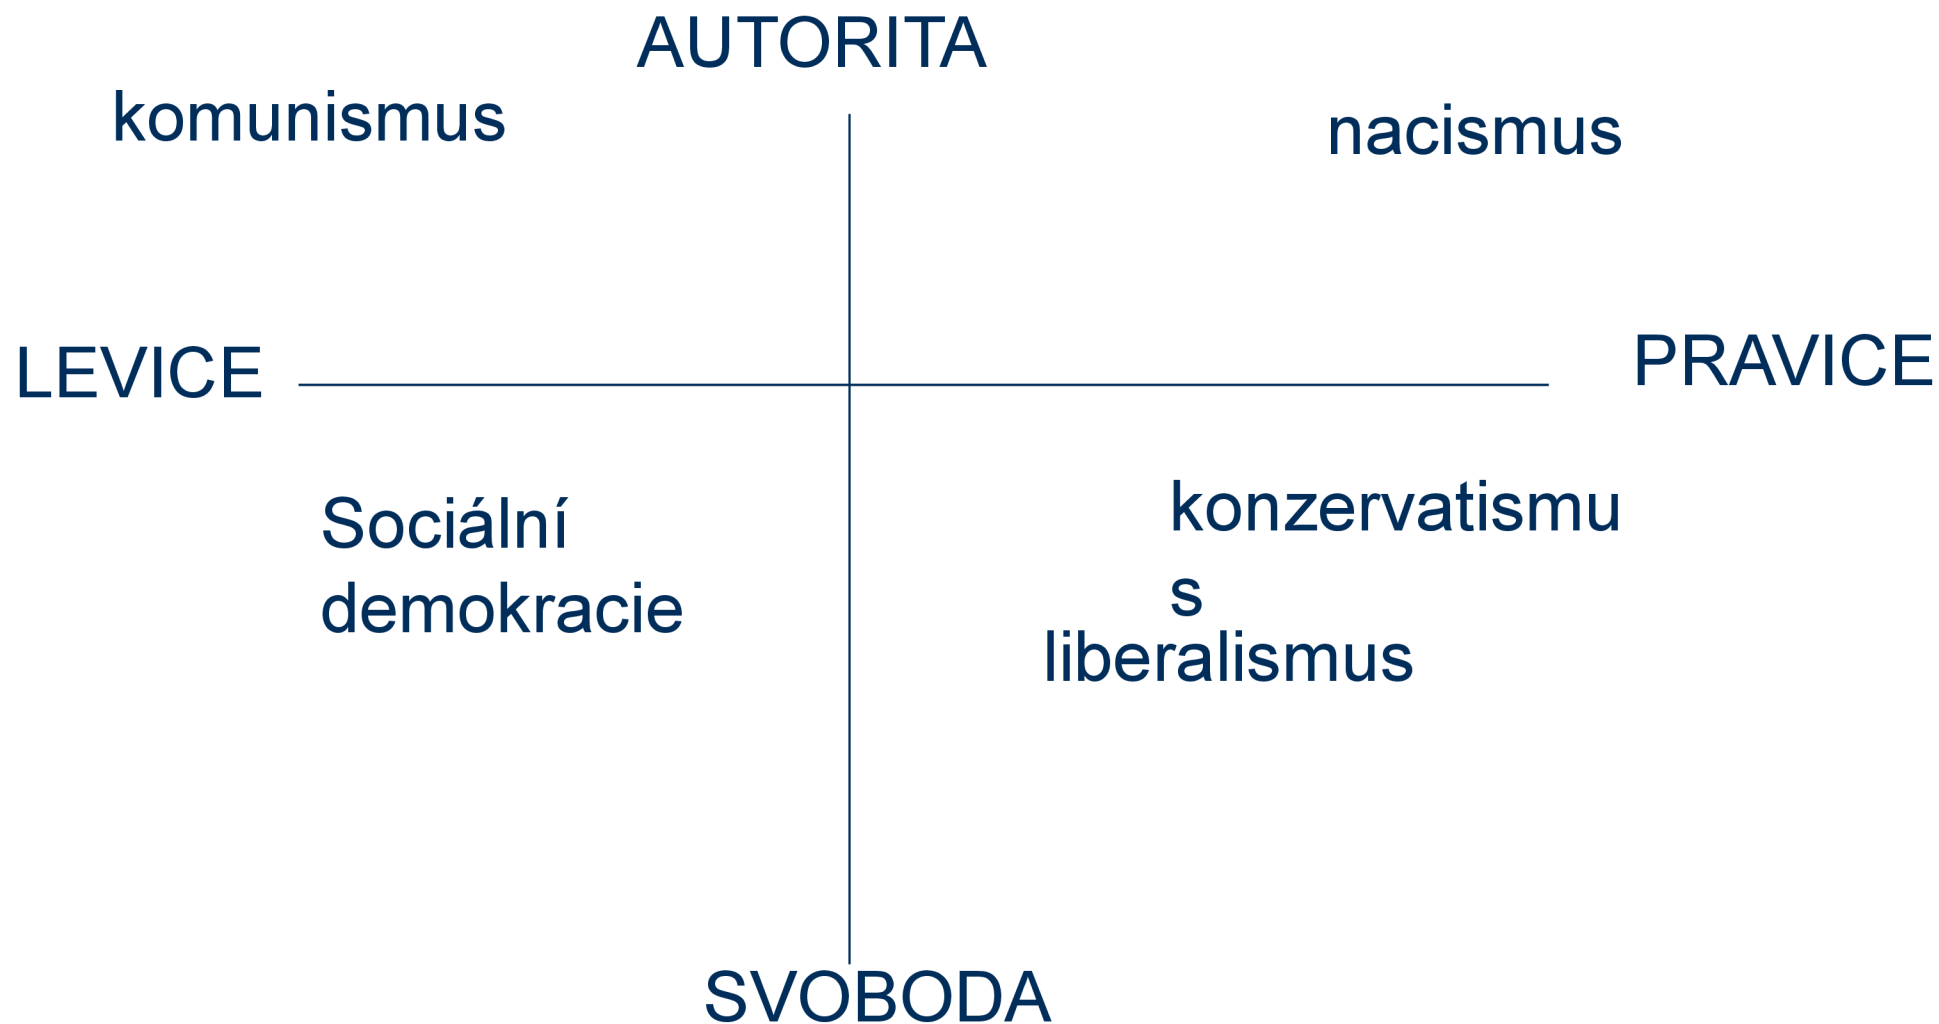 AUTORITA
komunismus
nacismus
LEVICE
PRAVICE
Sociální
demokracie
konzervatismu
s
liberalismus
SVOBODA